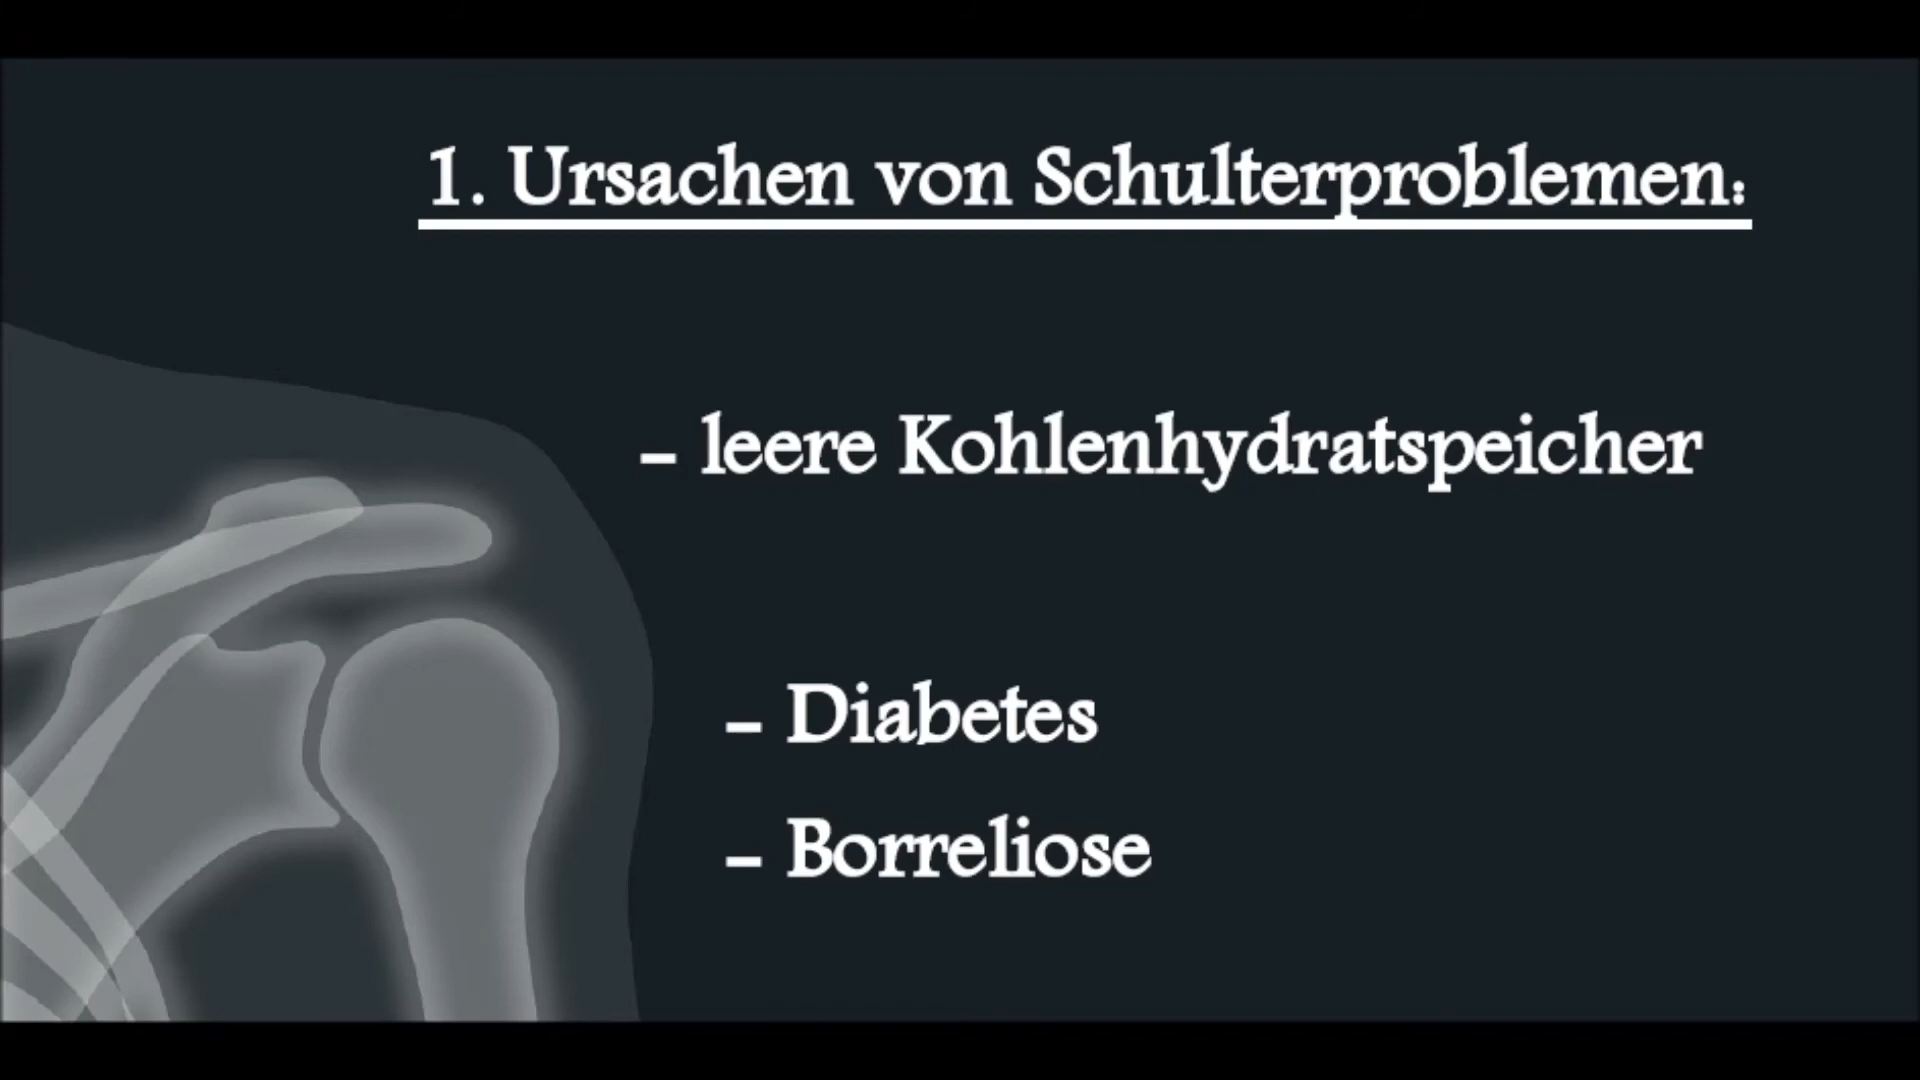 1. Ursachen von Schulterproblemen:
- leere Kohlenhydratspeicher
- Diabetes
- Borreliose